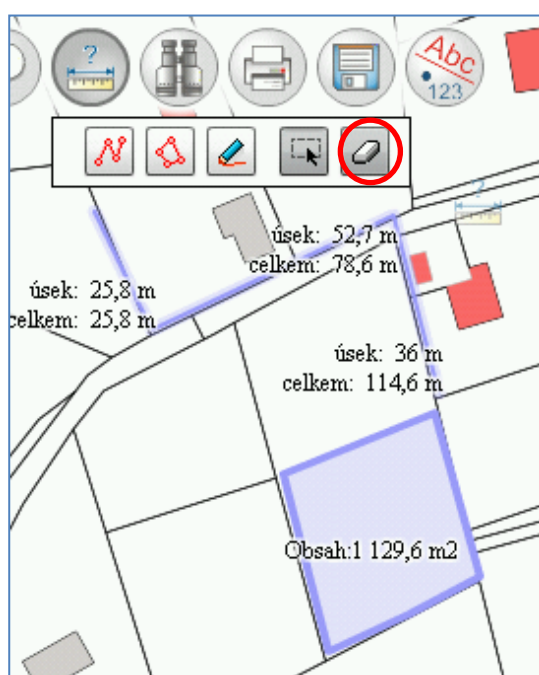 ?
Abc
123
?
úsek: 52,7 m
celkem: 78,6 m
úsek: 25,8 m
celkem: 25,8 m
úsek: 36 m
celkem: 114,6 m
Obsah:1 129,6 m2